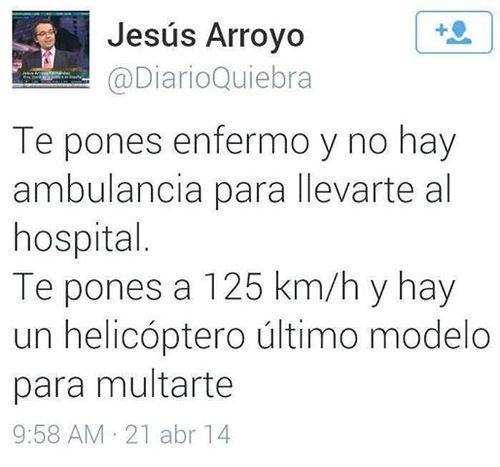 Jesús Arroyo
@DiarioQuiebra
Te pones enfermo y no hay
ambulancia para llevarte al
hospital.
Te pones a 125 km/h y hay
un helicóptero último modelo
para multarte
9:58 AM · 21 abr 14